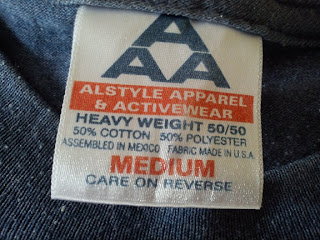 A
AA
ALSTYLE APPAREL
& ACTIVEWEAR
HEAVY WEIGHT 50/50
50% COTTON 50% POLYESTER
ASSEMBLED IN MEXICO FABRIC MADE IN U.S.A.
MEDIUM
CARE ON REVERSE